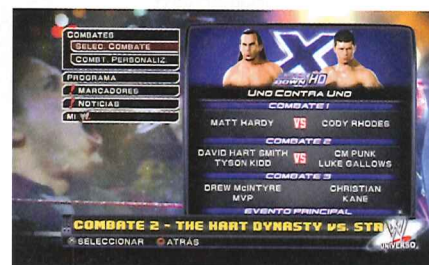 COMBATES
SELEC. COMBATE
COMBT. PERSONALIZ.
PROGRAMA
MARCADORES
NOTICIAS
MI W
DOWN HD
UNO CONTRA UNO
COMBATE 1
MATT HARDY VS CODY RHODES
COMBATE 2
DAVID HART SMITH
TYSON KIDD
VS
CM PUNK
LUKE GALLOWS
COMBATE 3
DREW McINTYRE
MVP
CHRISTIAN
KANE
EVENTO PRINCIPAL
COMBATE 2 - THE HART DYNASTY VS. STR
SELECCIONAR ATRÁS
W
UNIVERSO